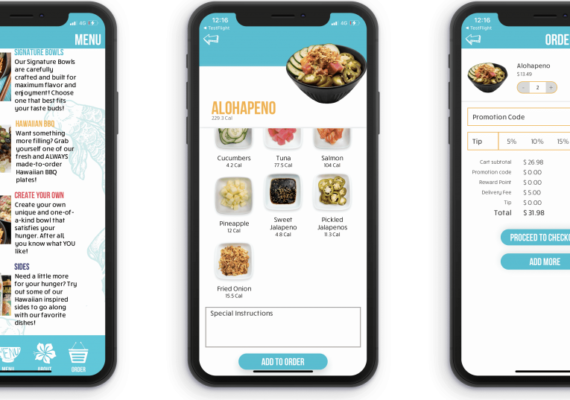 MENU
SIGNATURE BOWLS
Our Signature Bowls
are carefully
crafted and built for
maximum flavor and
enjoyment! Choose
one that best fits
your taste buds!
HAWAIIAN BBQ
Want something
more filling? Grab
yourself one of our
fresh and ALWAYS
made-to-order
Hawaiian BBQ
plates!
CREATE YOUR OWN
Create your own
unique and one-of-
a-kind bowl that
satisfies your
hunger. After all,
you know what YOU
like!
SIDES
Need a little more
for your hunger? Try
out some of our
Hawaiian inspired
sides to go along
with our favorite
dishes!
MENU
ORDER
12:16
4G
TestFlight
ALOHAPENO
Cucumbers
4.2 Cal
Tuna
77.5 Cal
Salmon
104 Cal
Pineapple
12 Cal
Sweet
Jalapeno
4.8 Cal
Pickled
Jalapenos
9.3 Cal
Fried Onion
15.5 Cal
Special Instructions
ADD TO ORDER
12:16
TestFlight
ORDE
Alohapeno
$ 13.49
- 2 +
Promotion Code
Tip 5% 10% 15%
Cart subtotal $ 26.98
Promotion code $ 0.00
Reward Point $ 0.00
Delivery Fee $ 5.00
Tip $ 0.00
Total $ 31.98
PROCEED TO CHECK
ADD MORE